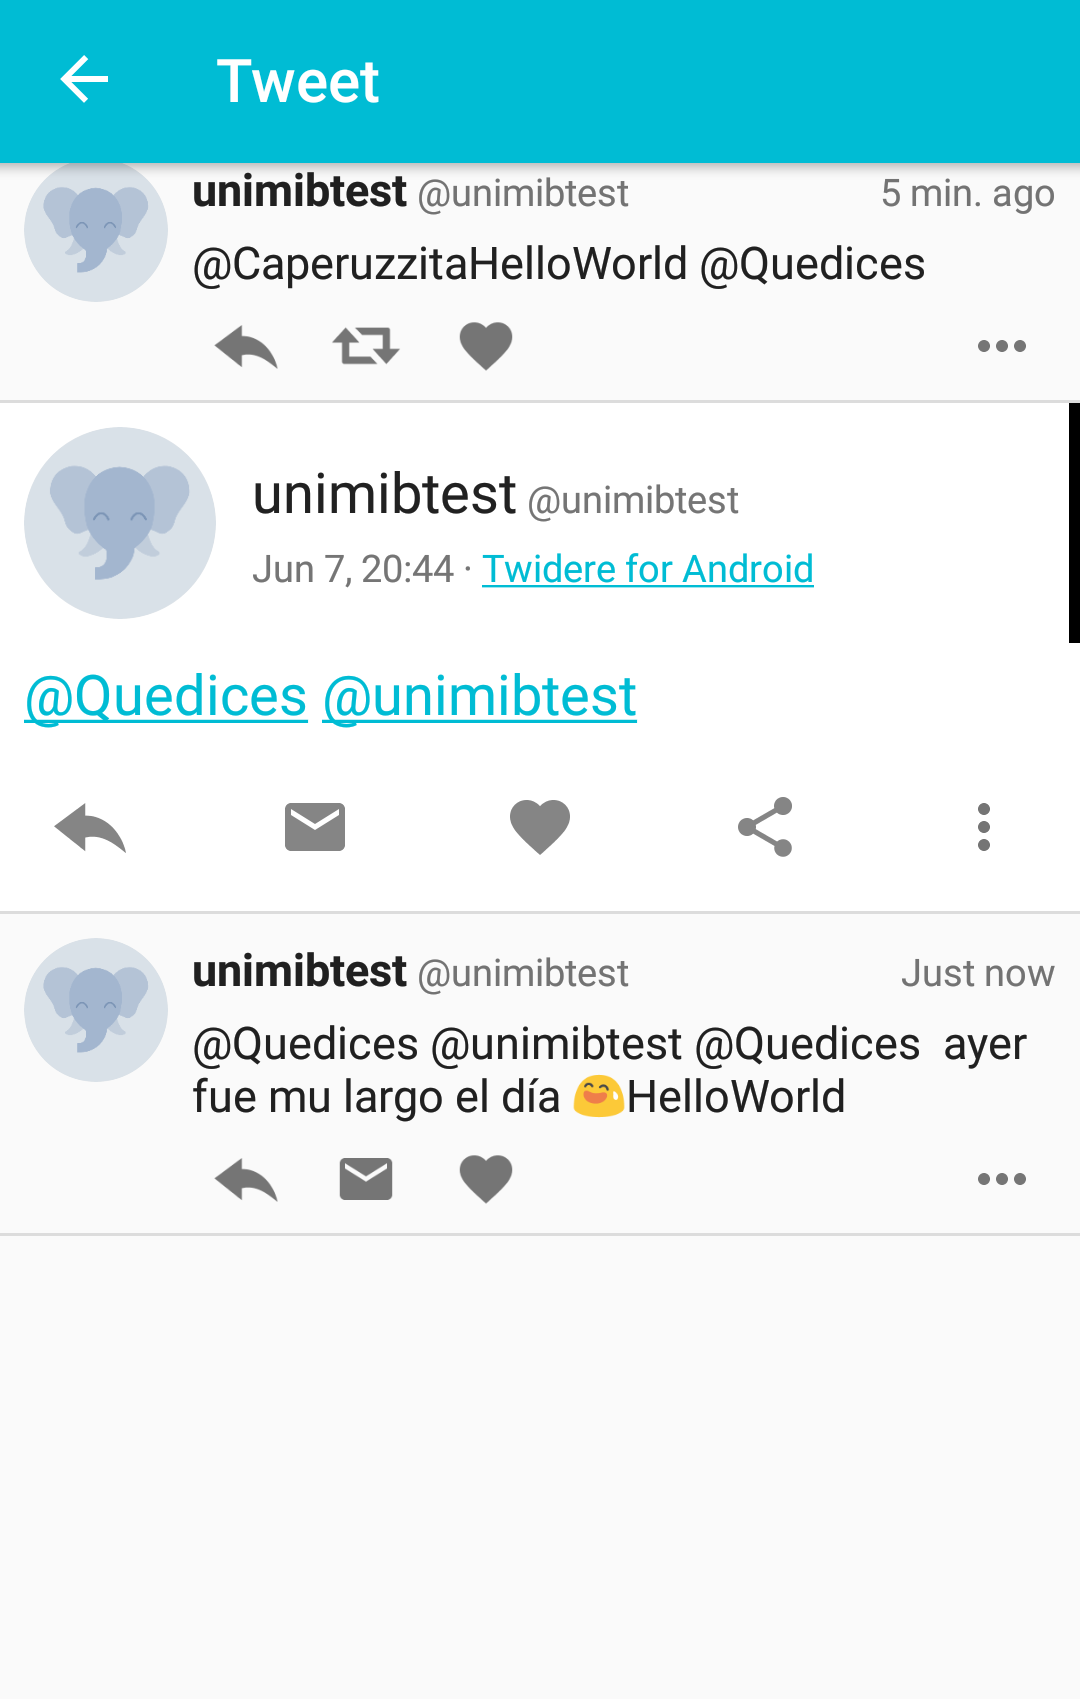 Tweet
unimibtest @unimibtest 5 min. ago
@CaperuzzitaHelloWorld @Quedices
unimibtest @unimibtest
Jun 7, 20:44 · Twidere for Android
@Quedices @unimibtest
unimibtest @unimibtest Just now
@Quedices @unimibtest @Quedices  ayer
fue mu largo el día 😅HelloWorld